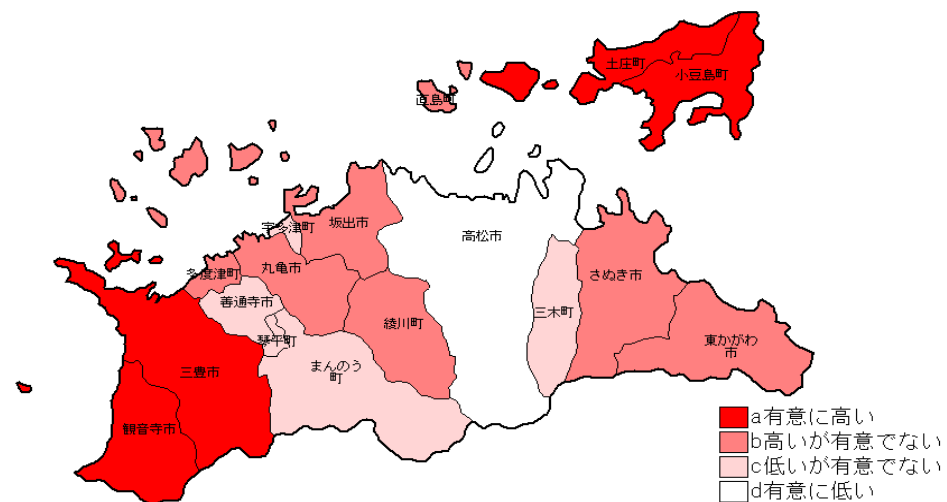 土庄町
小豆島町
直島町
宇多津町
坂出市
高松市
多度津町
丸亀市
さぬき市
善通寺市
三木町
綾川町
琴平町
東かがわ
市
まんのう
町
三豊市
観音寺市
a有意に高い
b高いが有意でない
c低いが有意でない
d有意に低い